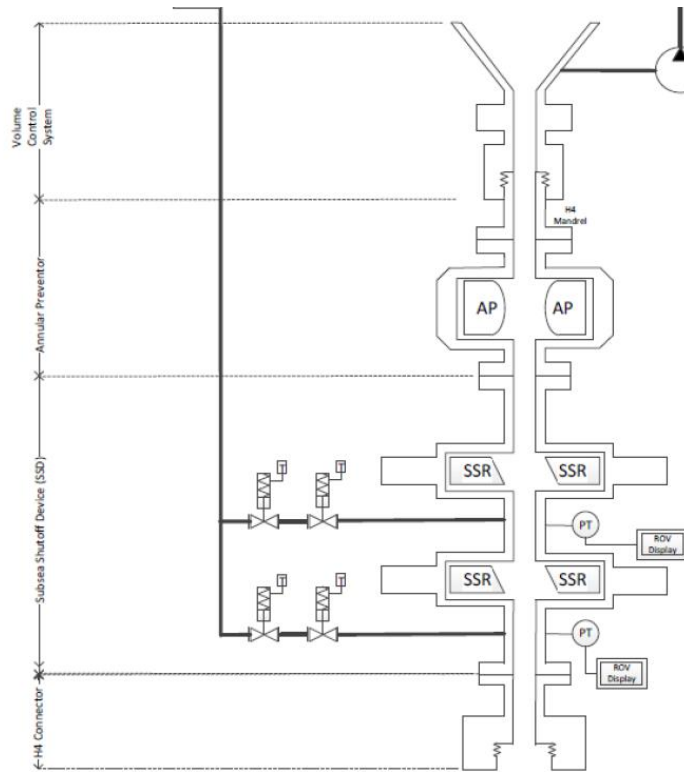 Volume
Control
System
H4
Mandrel
Annular Preventor
AP
AP
Subsea Shutoff Device (SSD)
T
T
SSR
SSR
PT
ROV
Display
T
T
SSR
SSR
PT
ROV
Display
H4 Connector